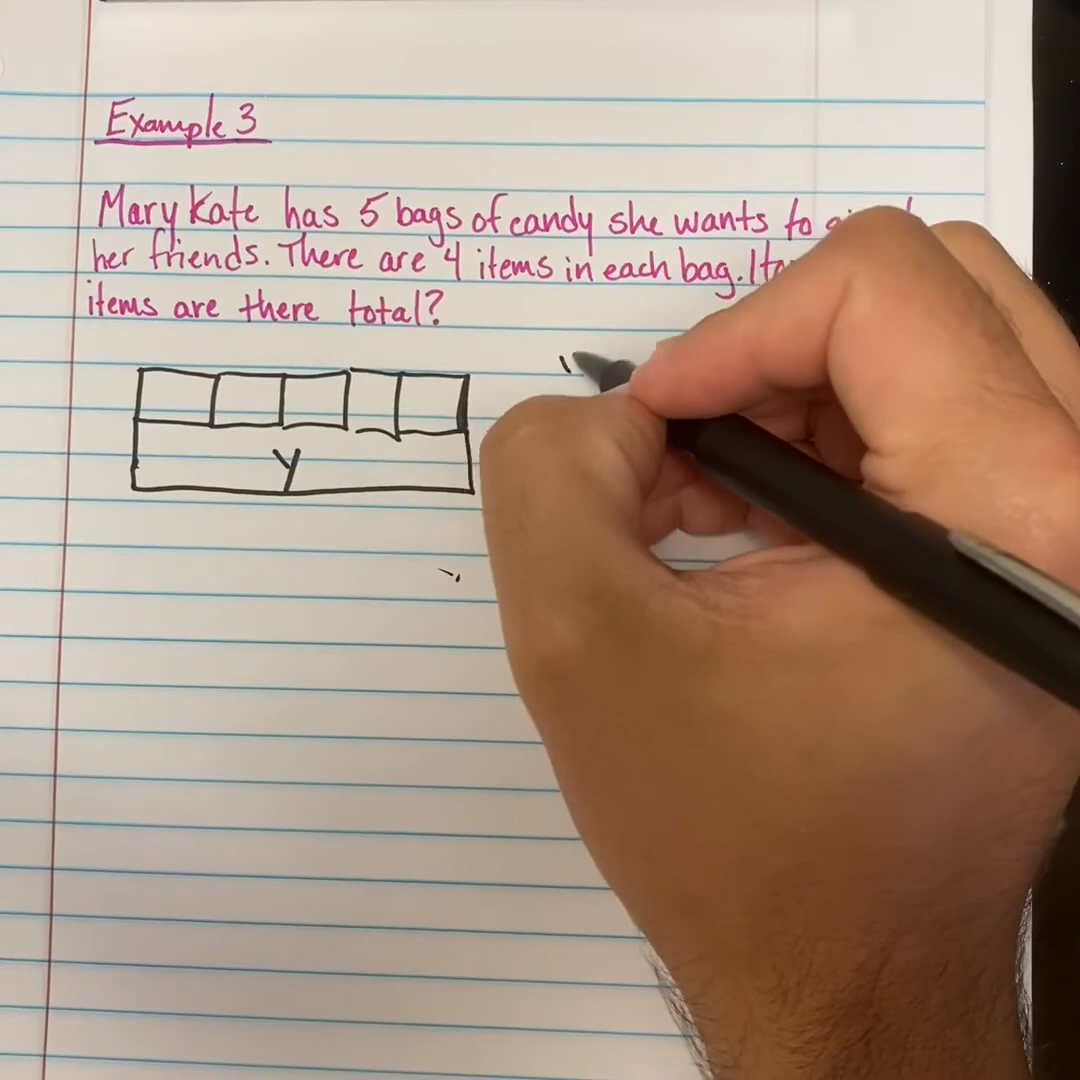 Example 3
Mary Kate has 5 bags of candy she wants to
her friends. There are 4 items in each bag.
items are there total?
y